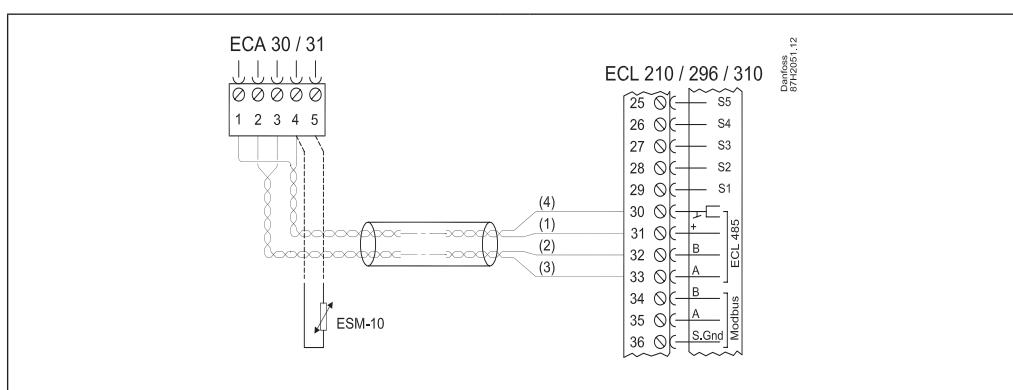 ECA 30 / 31
1 2 3 4 5
ESM-10
(4)
(1)
(2)
(3)
ECL 210 / 296 / 310
25 S5
26 S4
27 S3
28 S2
29 S1
30
31 +
32 B
33 A
ECL 485
34 B
35 A
36 S.Gnd
Modbus
Danfoss
87H2051.12